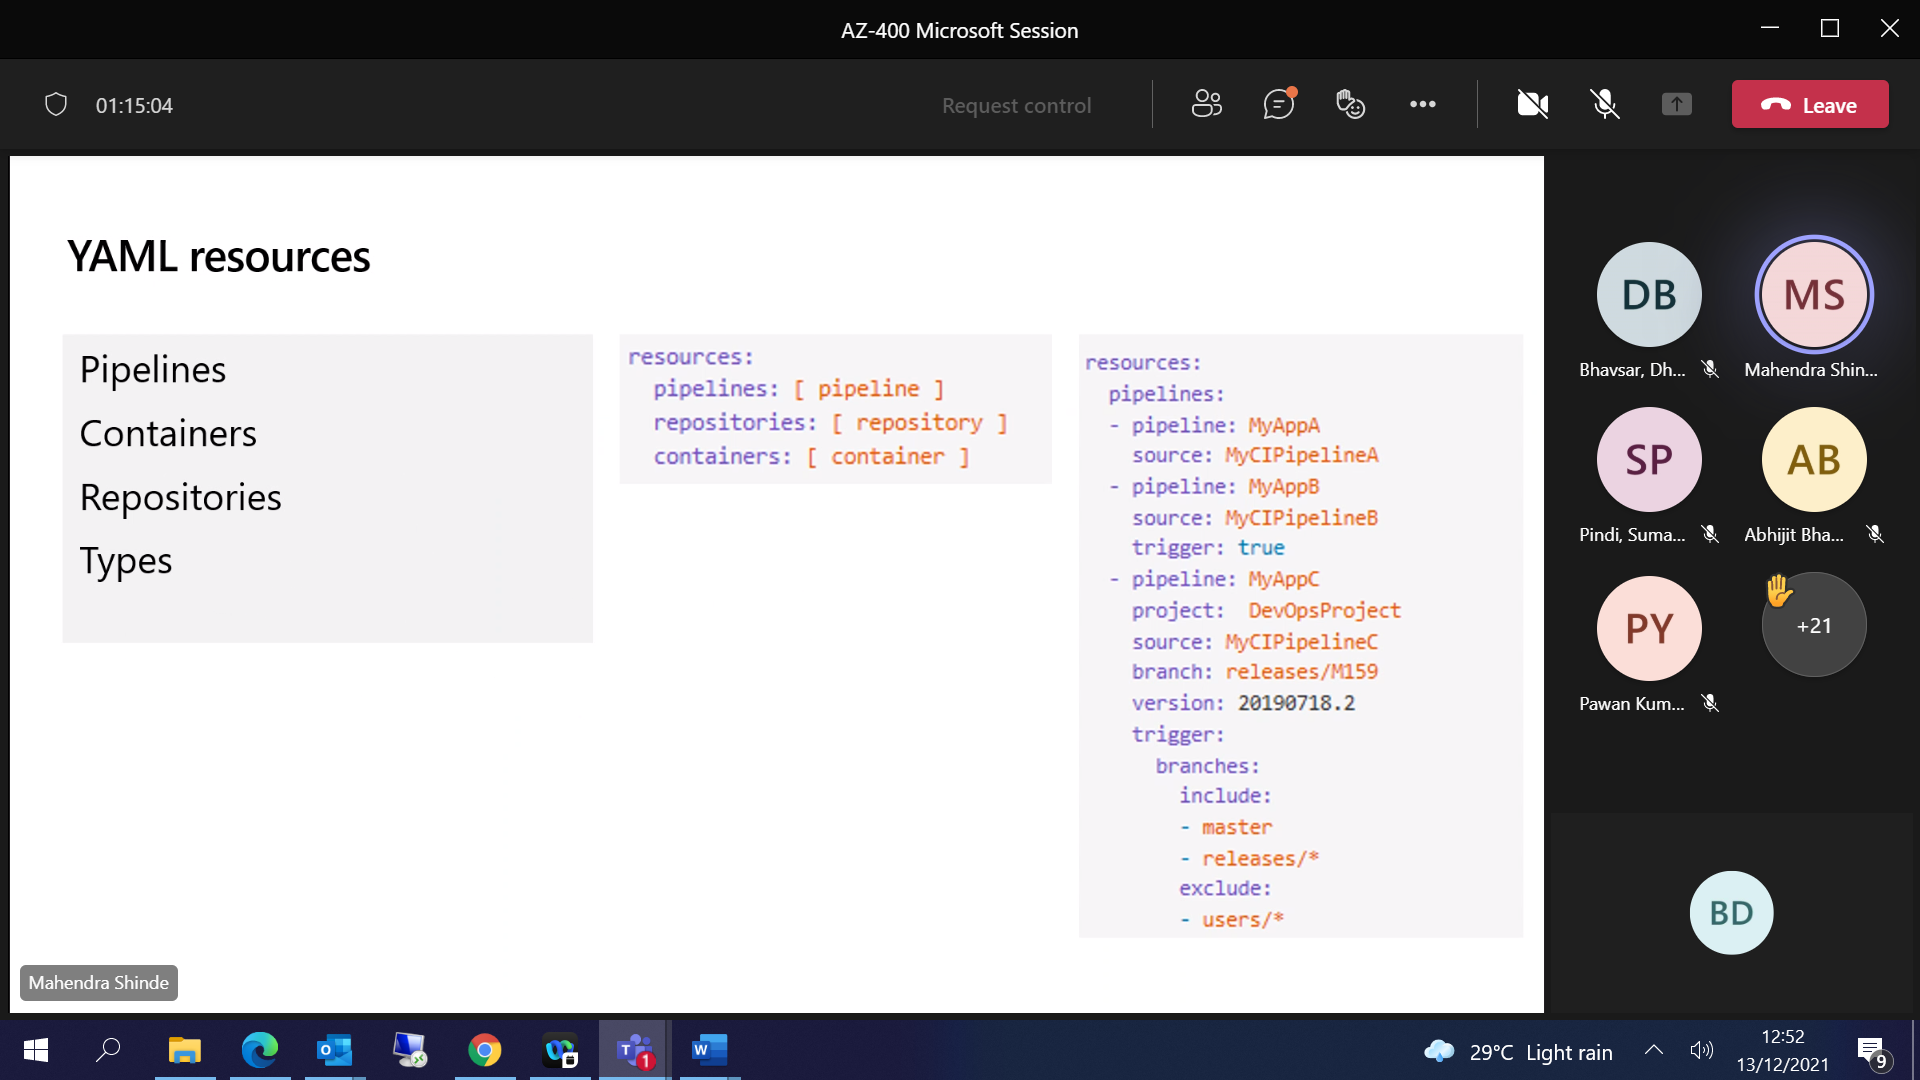 AZ-400 Microsoft Session
01:15:04
Request control
Leave
YAML resources
Pipelines
Containers
Repositories
Types
resources:
pipelines: [ pipeline ]
repositories: [ repository ]
containers: [ container ]
resources:
pipelines:
- pipeline: MyAppA
source: MyCIPipelineA
- pipeline: MyAppB
source: MyCIPipelineB
trigger: true
- pipeline: MyAppC
project:  DevOpsProject
source: MyCIPipelineC
branch: releases/M159
version: 20190718.2
trigger:
branches:
include:
- master
- releases/*
exclude:
- users/*
Mahendra Shinde
DB
Bhavsar, Dh...
MS
Mahendra Shin...
SP
Pindi, Suma...
AB
Abhijit Bha...
PY
Pawan Kum...
+21
BD
29°C Light rain
12:52
13/12/2021
9
1